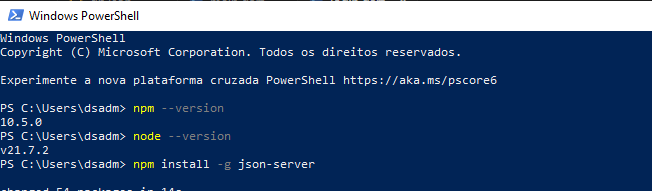 Windows PowerShell
Windows PowerShell
Copyright (C) Microsoft Corporation. Todos os direitos reservados.
Experimente a nova plataforma cruzada PowerShell https://aka.ms/pscore6
PS C:\Users\dsadm> npm --version
10.5.0
PS C:\Users\dsadm> node --version
v21.7.2
PS C:\Users\dsadm> npm install -g json-server